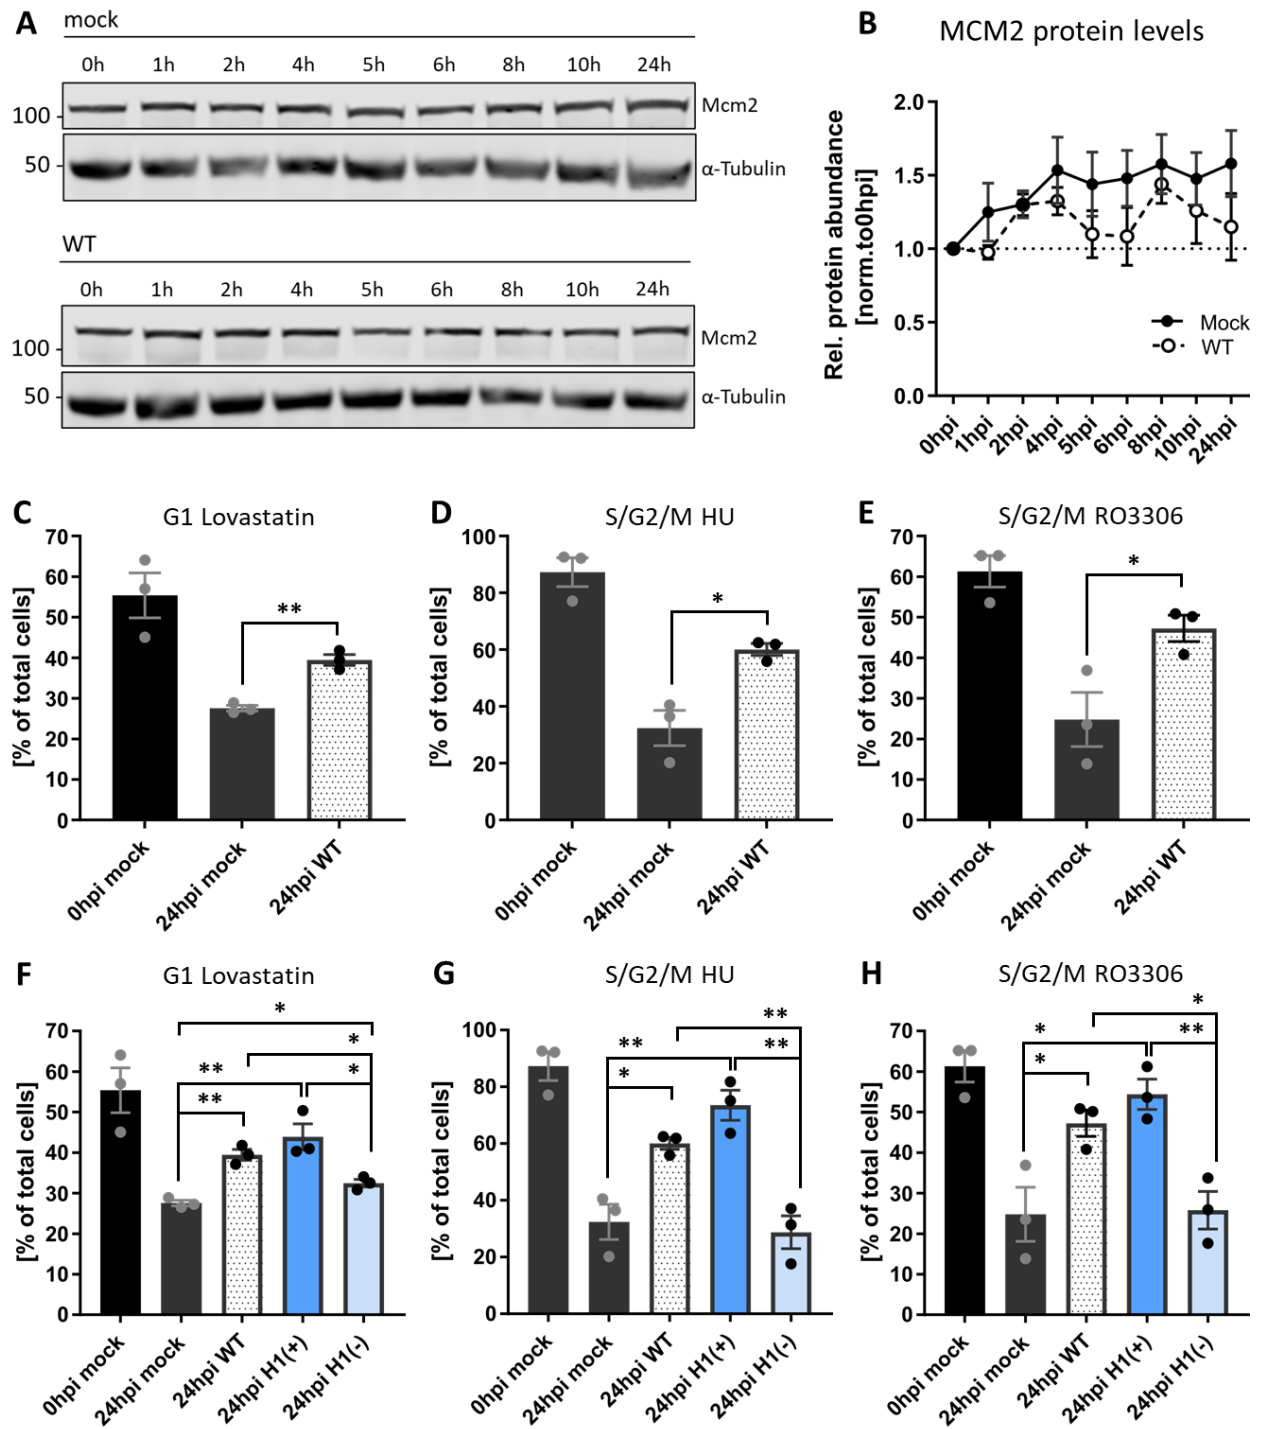 A
mock
0h 1h 2h 4h 5h 6h 8h 10h 24h
100
Mcm2
50
α-Tubulin
WT
0h 1h 2h 4h 5h 6h 8h 10h 24h
100
Mcm2
50
α-Tubulin
B
MCM2 protein levels
Rel. protein abundance
[norm.to0hpi]
2.0
1.5
1.0
0.5
0.0
Mock
WT
0hpi 1hpi 2hpi 4hpi 5hpi 6hpi 8hpi 10hpi 24hpi
C
G1 Lovastatin
[% of total cells]
70
60
50
40
30
20
10
0
**
0hpi mock 24hpi mock 24hpi WT
D
S/G2/M HU
[% of total cells]
100
80
60
40
20
0
*
0hpi mock 24hpi mock 24hpi WT
E
S/G2/M RO3306
[% of total cells]
70
60
50
40
30
20
10
0
*
0hpi mock 24hpi mock 24hpi WT
F
G1 Lovastatin
[% of total cells]
70
60
50
40
30
20
10
0
*
*
** *
**
0hpi mock 24hpi mock 24hpi WT 24hpi H1(+) 24hpi H1(-)
G
S/G2/M HU
[% of total cells]
100
80
60
40
20
0
**
** **
*
0hpi mock 24hpi mock 24hpi WT 24hpi H1(+) 24hpi H1(-)
H
S/G2/M RO3306
[% of total cells]
70
60
50
40
30
20
10
0
*
* **
*
0hpi mock 24hpi mock 24hpi WT 24hpi H1(+) 24hpi H1(-)